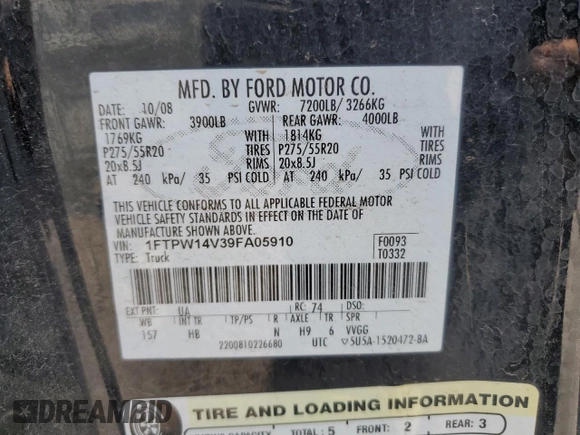 MFD. BY FORD MOTOR CO.
DATE: 10/08 GVWR: 7200LB/ 3266KG
FRONT GAWR: 3900LB REAR GAWR: 4000LB
1769KG WITH 1814KG WITH
P275/55R20 TIRES P275/55R20 TIRES
20x8.5J RIMS 20x8.5J RIMS
AT 240 kPa/ 35 PSI COLD AT 240 kPa/ 35 PSI COLD
THIS VEHICLE CONFORMS TO ALL APPLICABLE FEDERAL MOTOR
VEHICLE SAFETY STANDARDS IN EFFECT ON THE DATE OF
MANUFACTURE SHOWN ABOVE.
VIN: 1FTPW14V39FA05910 F0093
TYPE: Truck T0332
EXT PNT: UA RC: 74 DSO:
WB INT TR TP/PS R AXLE TR SPR
157 HB N H9 6 VVGG
2200810226680 UTC 5U5A-1520472-BA
TIRE AND LOADING INFORMATION
TOTAL: 5 FRONT: 2 REAR: 3
DREAMBID